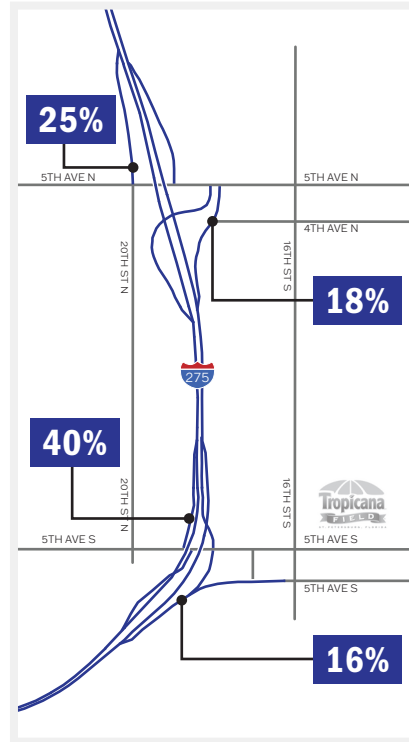 25%
5TH AVE N
5TH AVE N
4TH AVE N
20TH ST N
16TH ST S
18%
275
40%
20TH ST N
16TH ST S
Tropicana
FIELD
5TH AVE S
5TH AVE S
5TH AVE S
16%